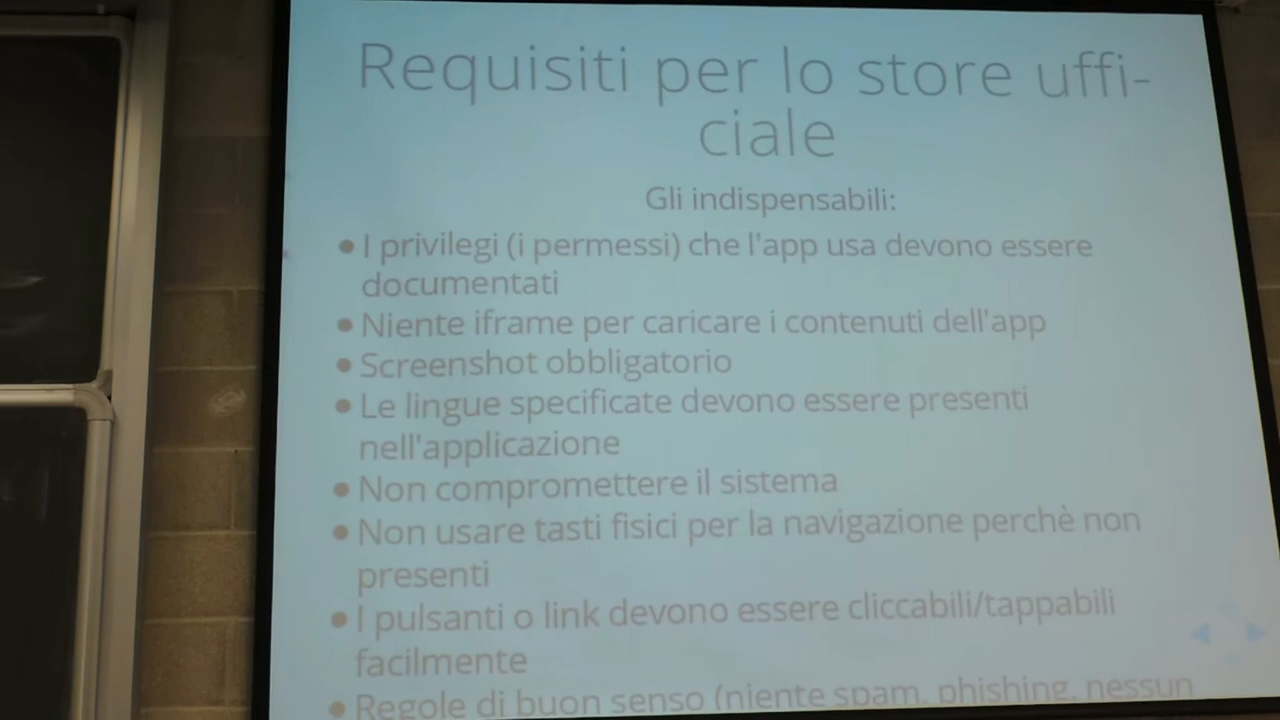 Requisiti per lo store uffi-
ciale
Gli indispensabili:
• I privilegi (i permessi) che l'app usa devono essere
documentati
• Niente iframe per caricare i contenuti dell'app
• Screenshot obbligatorio
• Le lingue specificate devono essere presenti
nell'applicazione
• Non compromettere il sistema
• Non usare tasti fisici per la navigazione perchè non
presenti
• I pulsanti o link devono essere cliccabili/tappabili
facilmente
• Regole di buon senso (niente spam, phishing, nessun